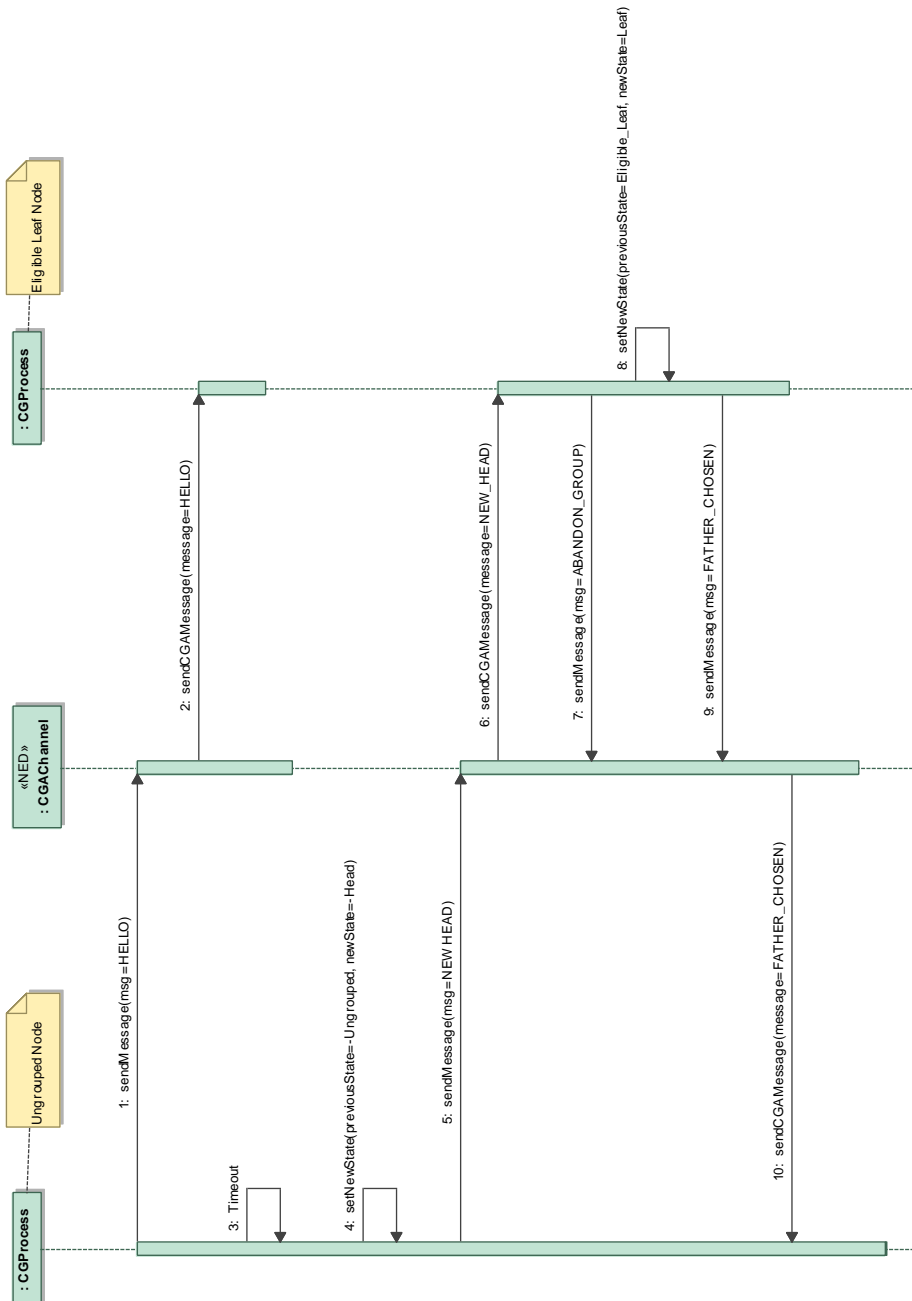 : CGProcess
Ungrouped Node
«NED»
: CGAChannel
: CGProcess
Eligible Leaf Node
1: sendMessage(msg=HELLO)
2: sendCGAMessage(message=HELLO)
3: Timeout
4: setNewState(previousState=-Ungrouped, newState=-Head)
5: sendMessage(msg=NEW HEAD)
6: sendCGAMessage(message=NEW_HEAD)
7: sendMessage(msg=ABANDON_GROUP)
8: setNewState(previousState=Eligible_Leaf, newState=Leaf)
9: sendMessage(msg=FATHER_CHOSEN)
10: sendCGAMessage(message=FATHER_CHOSEN)